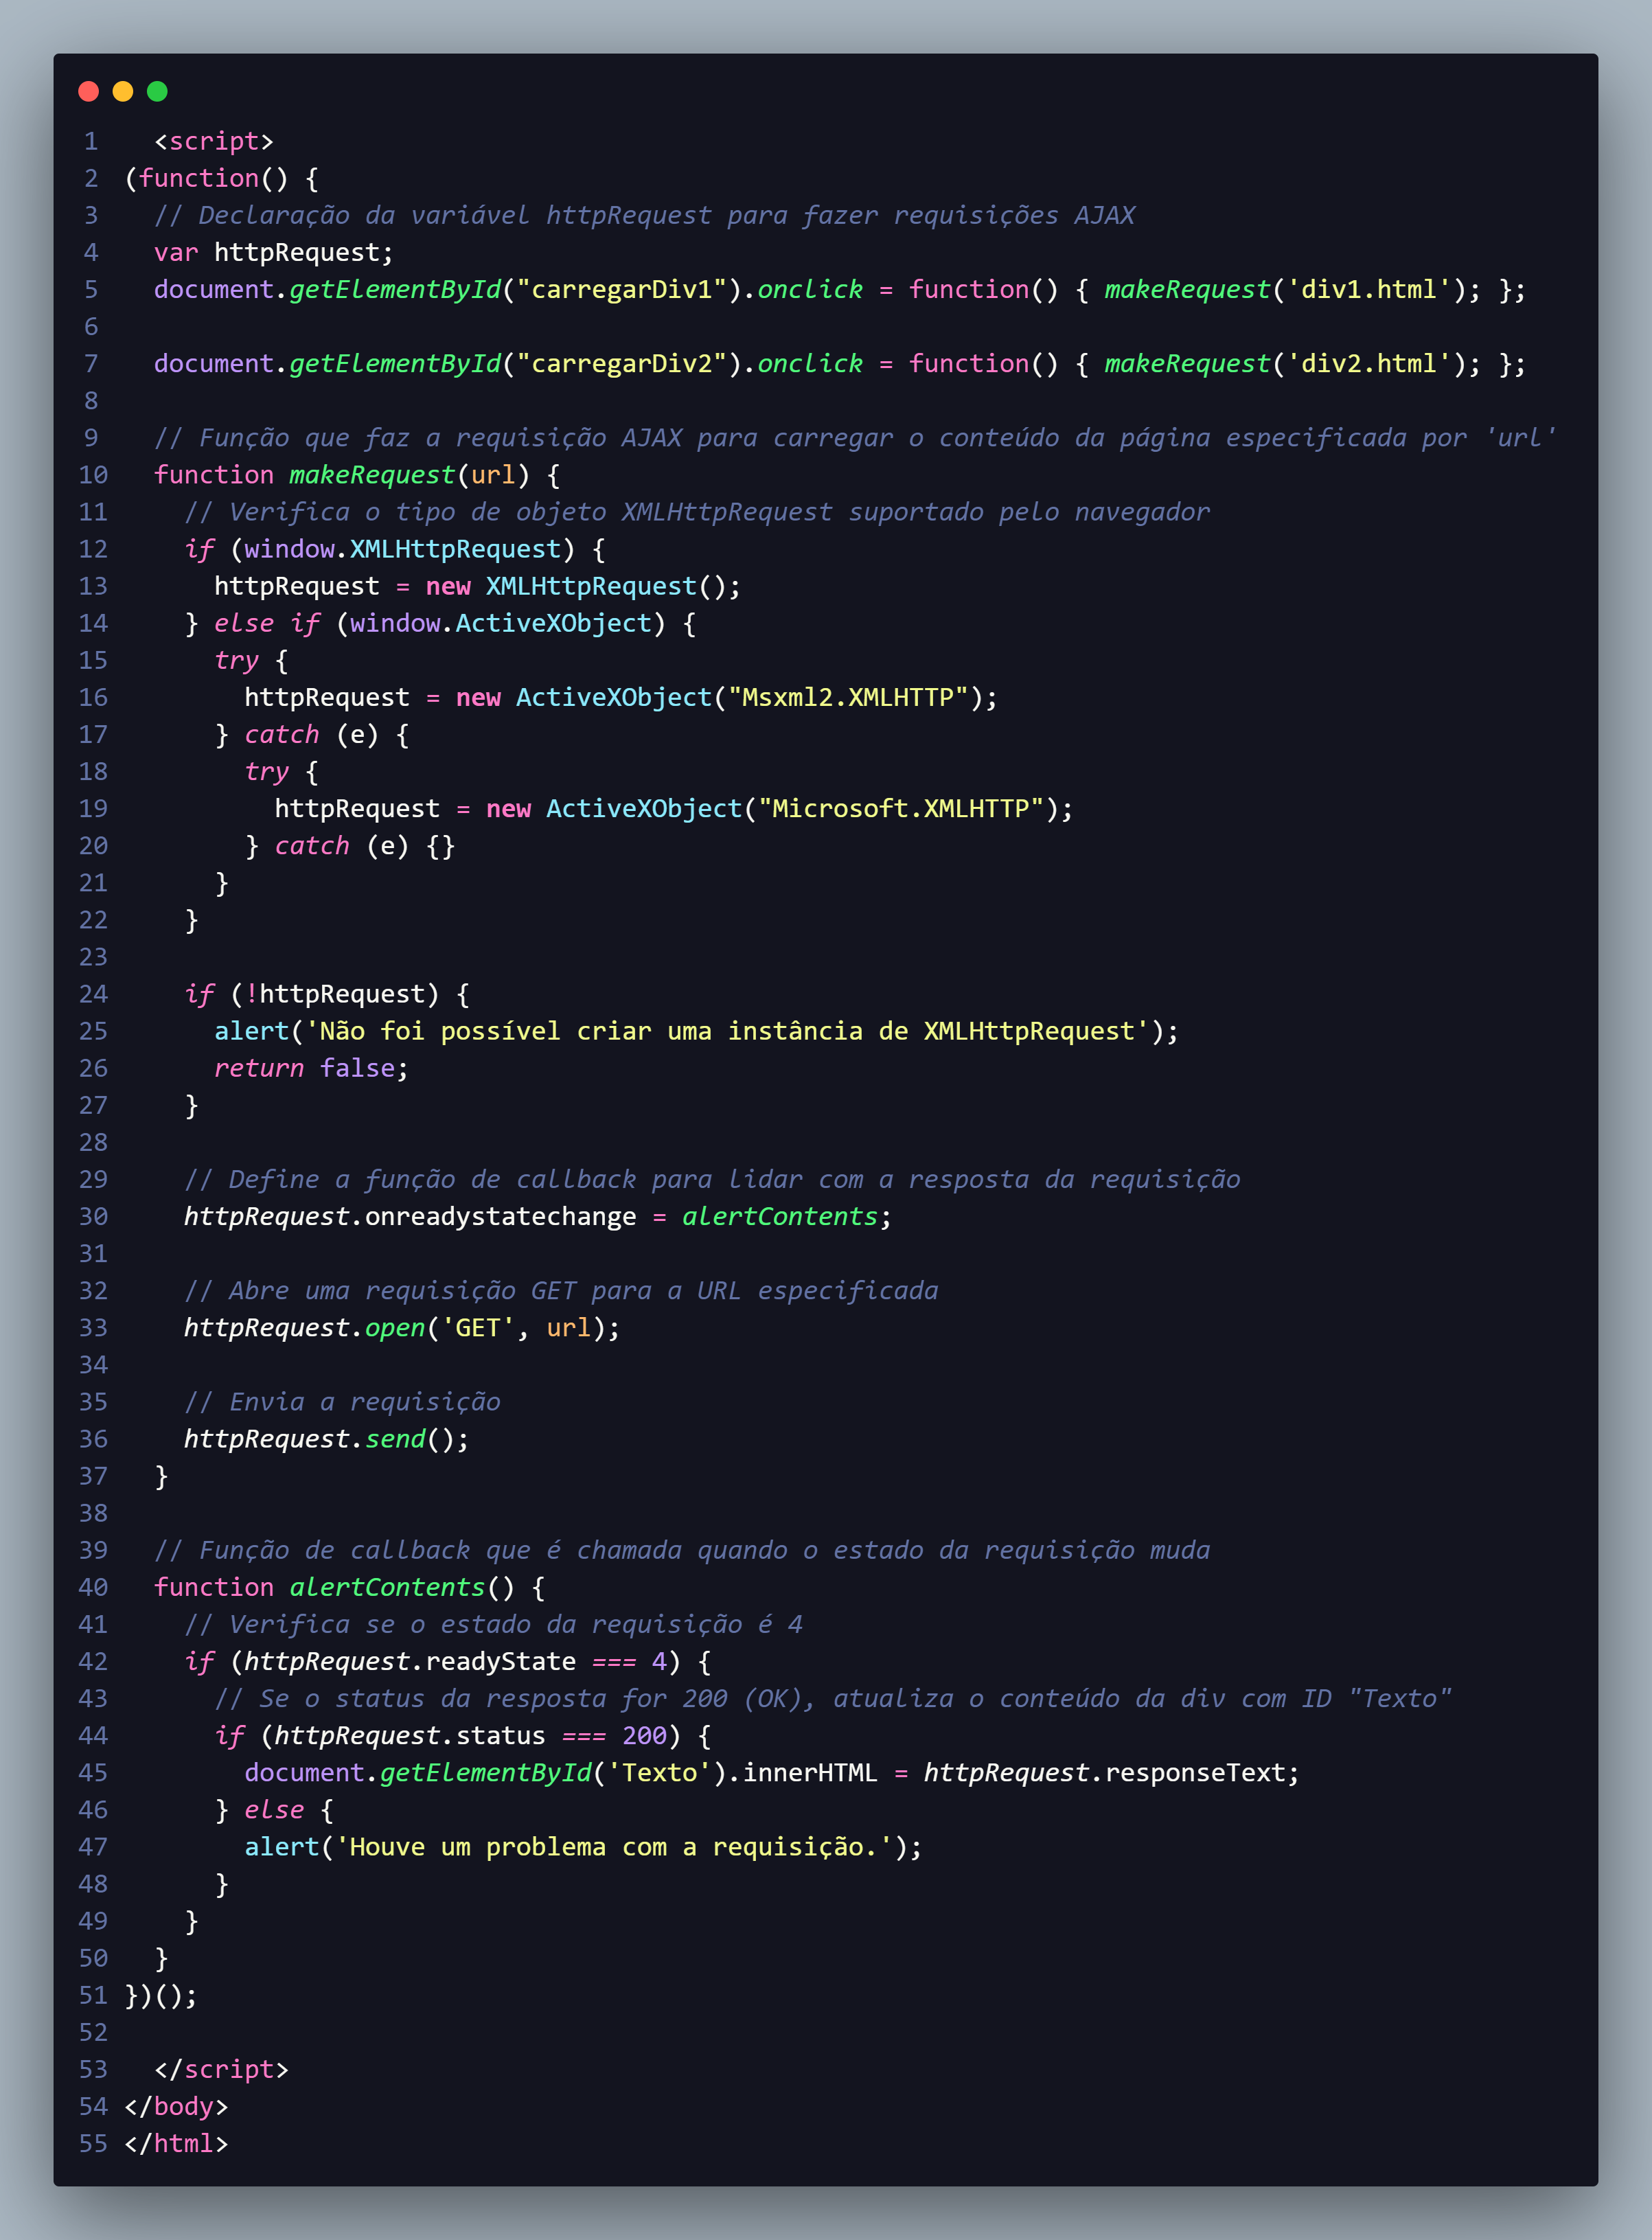 1 <script>
2 (function() {
3 // Declaração da variável httpRequest para fazer requisições AJAX
4 var httpRequest;
5 document.getElementById("carregarDiv1").onclick = function() { makeRequest('div1.html'); };
6
7 document.getElementById("carregarDiv2").onclick = function() { makeRequest('div2.html'); };
8
9 // Função que faz a requisição AJAX para carregar o conteúdo da página especificada por 'url'
10 function makeRequest(url) {
11 // Verifica o tipo de objeto XMLHttpRequest suportado pelo navegador
12 if (window.XMLHttpRequest) {
13 httpRequest = new XMLHttpRequest();
14 } else if (window.ActiveXObject) {
15 try {
16 httpRequest = new ActiveXObject("Msxml2.XMLHTTP");
17 } catch (e) {
18 try {
19 httpRequest = new ActiveXObject("Microsoft.XMLHTTP");
20 } catch (e) {}
21 }
22 }
23
24 if (!httpRequest) {
25 alert('Não foi possível criar uma instância de XMLHttpRequest');
26 return false;
27 }
28
29 // Define a função de callback para lidar com a resposta da requisição
30 httpRequest.onreadystatechange = alertContents;
31
32 // Abre uma requisição GET para a URL especificada
33 httpRequest.open('GET', url);
34
35 // Envia a requisição
36 httpRequest.send();
37 }
38
39 // Função de callback que é chamada quando o estado da requisição muda
40 function alertContents() {
41 // Verifica se o estado da requisição é 4
42 if (httpRequest.readyState === 4) {
43 // Se o status da resposta for 200 (OK), atualiza o conteúdo da div com ID "Texto"
44 if (httpRequest.status === 200) {
45 document.getElementById('Texto').innerHTML = httpRequest.responseText;
46 } else {
47 alert('Houve um problema com a requisição.');
48 }
49 }
50 }
51 })();
52
53 </script>
54 </body>
55 </html>